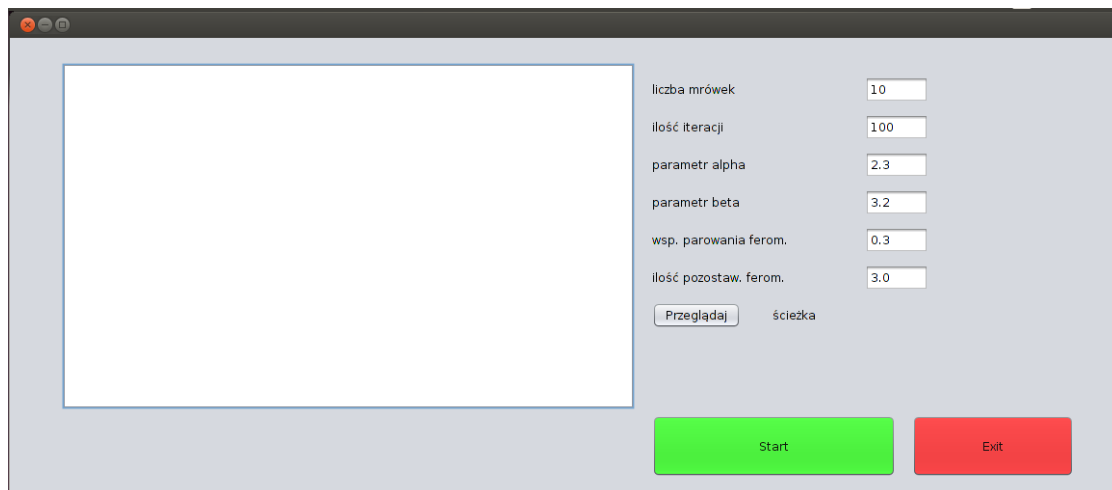 liczba mrówek 10
ilość iteracji 100
parametr alpha 2.3
parametr beta 3.2
wsp. parowania ferom. 0.3
ilość pozostaw. ferom. 3.0
Przeglądaj ścieżka
Start Exit